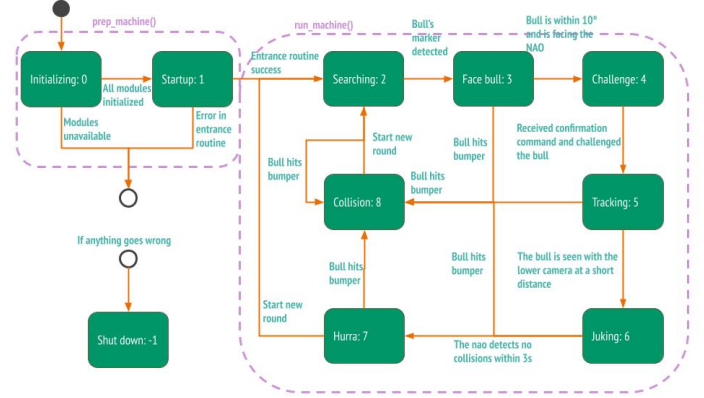 prep_machine()
run_machine()
Bull's
marker
detected
Bull is within 10°
and is facing the
NAO
Initializing: 0
All modules
initialized
Startup: 1
Entrance routine
success
Searching: 2
Face bull: 3
Challenge: 4
Modules
unavailable
Error in
entrance
routine
Start new
round
Bull hits
bumper
Received confirmation
command and challenged
the bull
Bull hits
bumper
Bull hits
bumper
Collision: 8
Tracking: 5
If anything goes wrong
Bull hits
bumper
Bull hits
bumper
The bull is seen with the
lower camera at a short
distance
Start new
round
Shut down: -1
Hurra: 7
The nao detects no
collisions within 3s
Juking: 6